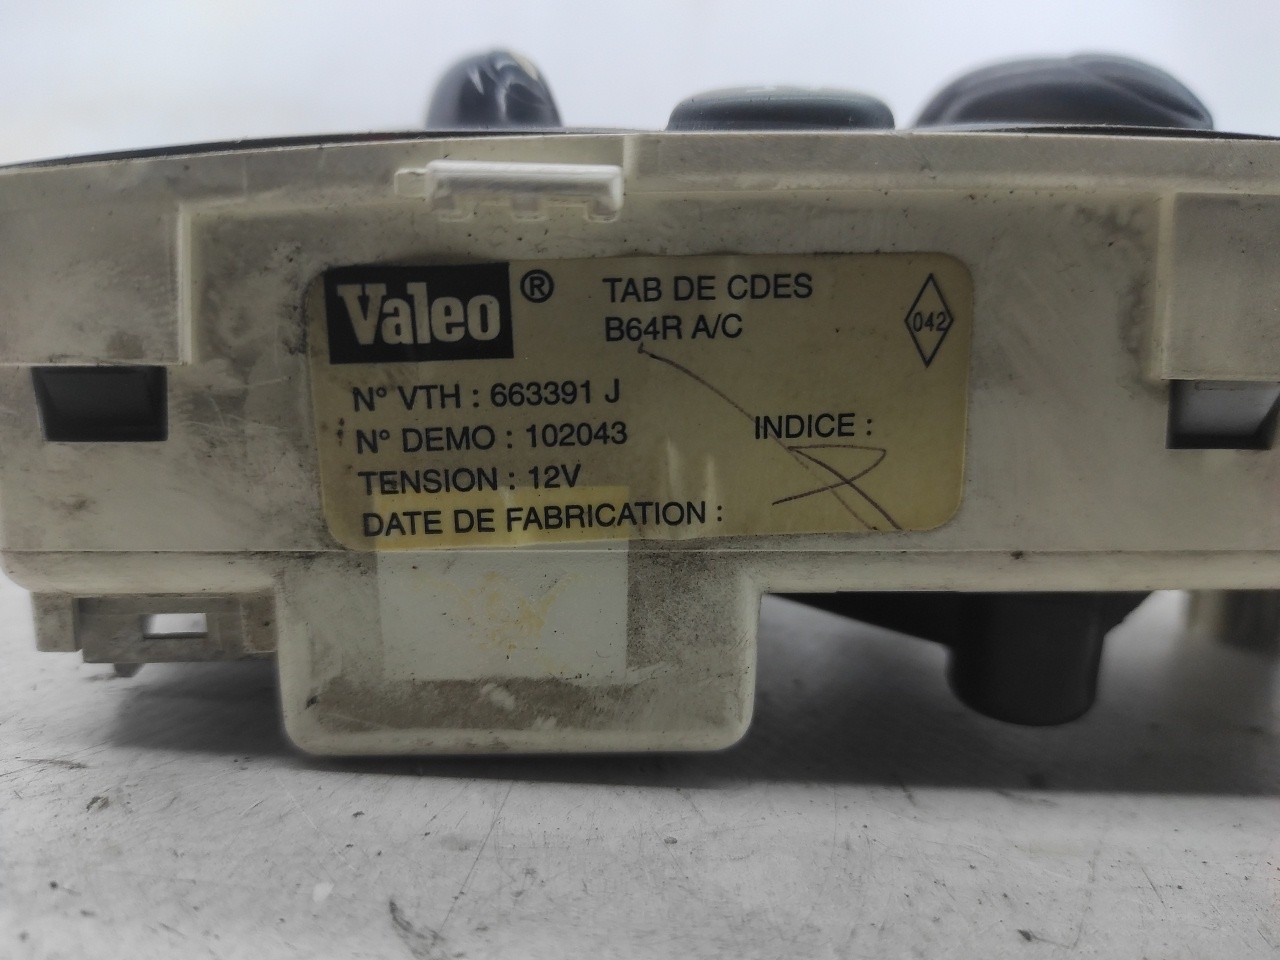 Valeo ®
TAB DE CDES
B64R A/C
042
N° VTH : 663391 J
N° DEMO : 102043
INDICE :
TENSION : 12V
DATE DE FABRICATION :